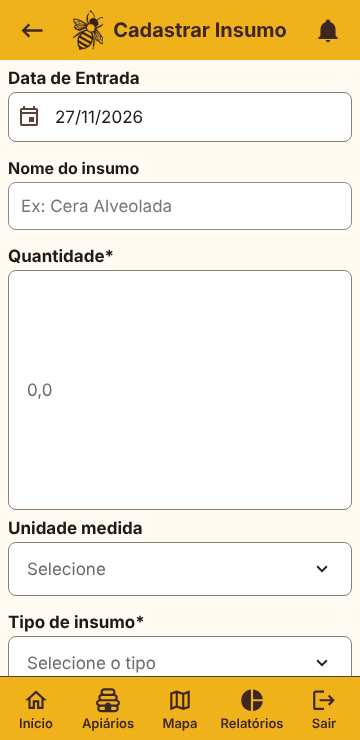 Cadastrar Insumo
Data de Entrada
27/11/2026
Nome do insumo
Ex: Cera Alveolada
Quantidade*
0,0
Unidade medida
Selecione
Tipo de insumo*
Selecione o tipo
Início Apiários Mapa Relatórios Sair